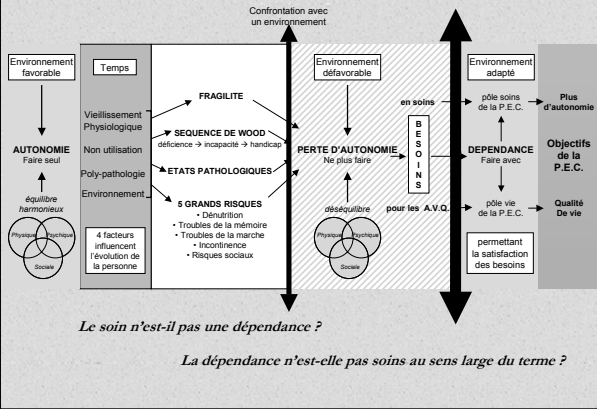 Confrontation avec
un environnement
Environnement
favorable
AUTONOMIE
Faire seul
équilibre
harmonieux
Physique
Psychique
Sociale
Temps
Vieillissement
Physiologique
Non utilisation
Poly-pathologie
Environnement
4 facteurs
influencent
l'évolution de
la personne
FRAGILITE
SEQUENCE DE WOOD
déficience → incapacité → handicap
ETATS PATHOLOGIQUES
5 GRANDS RISQUES
• Dénutrition
• Troubles de la mémoire
• Troubles de la marche
• Incontinence
• Risques sociaux
Environnement
défavorable
PERTE D'AUTONOMIE
Ne plus faire
déséquilibre
Physique
Psychique
Sociale
en soins
BESOINS
pour les A.V.Q.
Environnement
adapté
pôle soins
de la P.E.C.
DEPENDANCE
Faire avec
pôle vie
de la P.E.C.
permettant
la satisfaction
des besoins
Plus
d'autonomie
Objectifs
de la
P.E.C.
Qualité
De vie
Le soin n'est-il pas une dépendance ?
La dépendance n'est-elle pas soins au sens large du terme ?